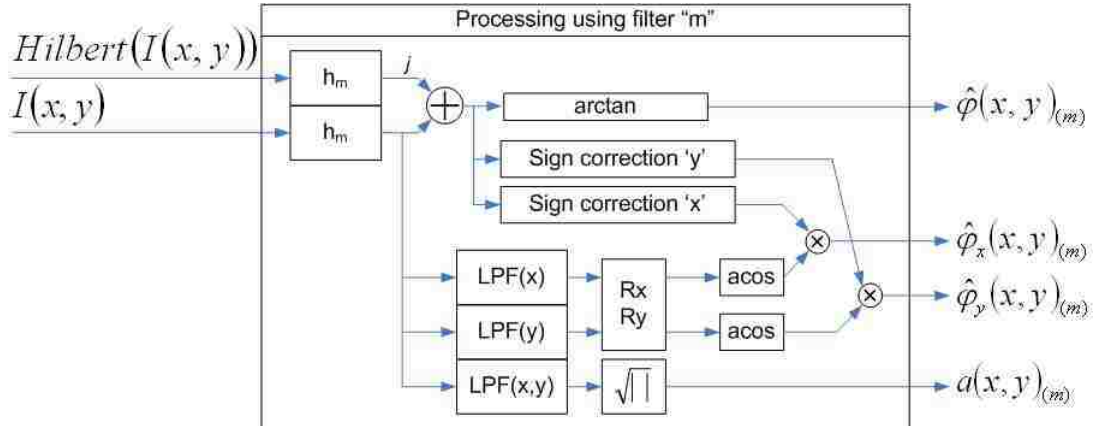 Processing using filter “m”
Hilbert(I(x, y))
I(x, y)
h_m
j
h_m
+
arctan
φ̂(x, y)_(m)
Sign correction ‘y’
Sign correction ‘x’
×
φ̂_x(x, y)_(m)
LPF(x)
Rx
Ry
acos
×
φ̂_y(x, y)_(m)
LPF(y)
acos
LPF(x,y)
√| |
a(x, y)_(m)